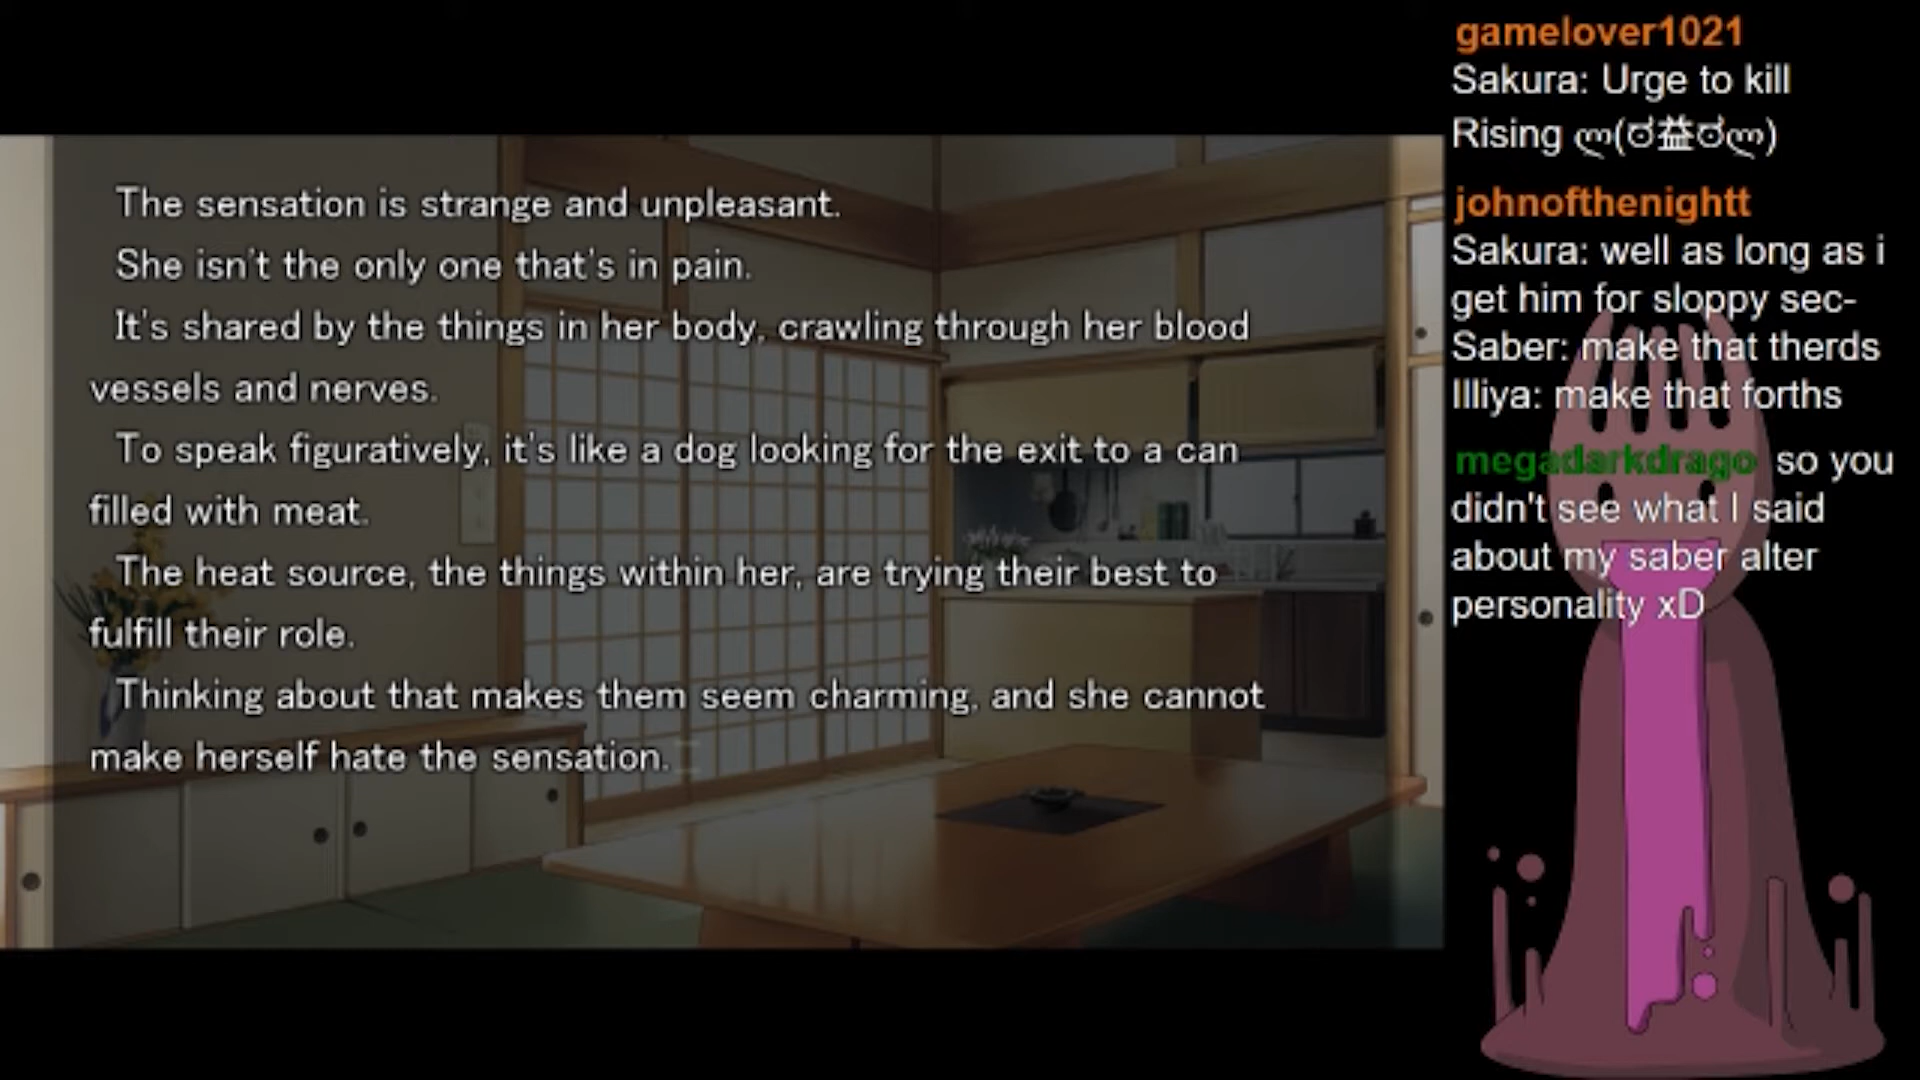 The sensation is strange and unpleasant.
She isn't the only one that's in pain.
It's shared by the things in her body, crawling through her blood
vessels and nerves.
To speak figuratively, it's like a dog looking for the exit to a can
filled with meat.
The heat source, the things within her, are trying their best to
fulfill their role.
Thinking about that makes them seem charming, and she cannot
make herself hate the sensation.
gamelover1021
Sakura: Urge to kill
Rising ლ(ಠ益ಠლ)
johnofthenightt
Sakura: well as long as i
get him for sloppy sec-
Saber: make that therds
Illiya: make that forths
megadarkdrago so you
didn't see what I said
about my saber alter
personality xD